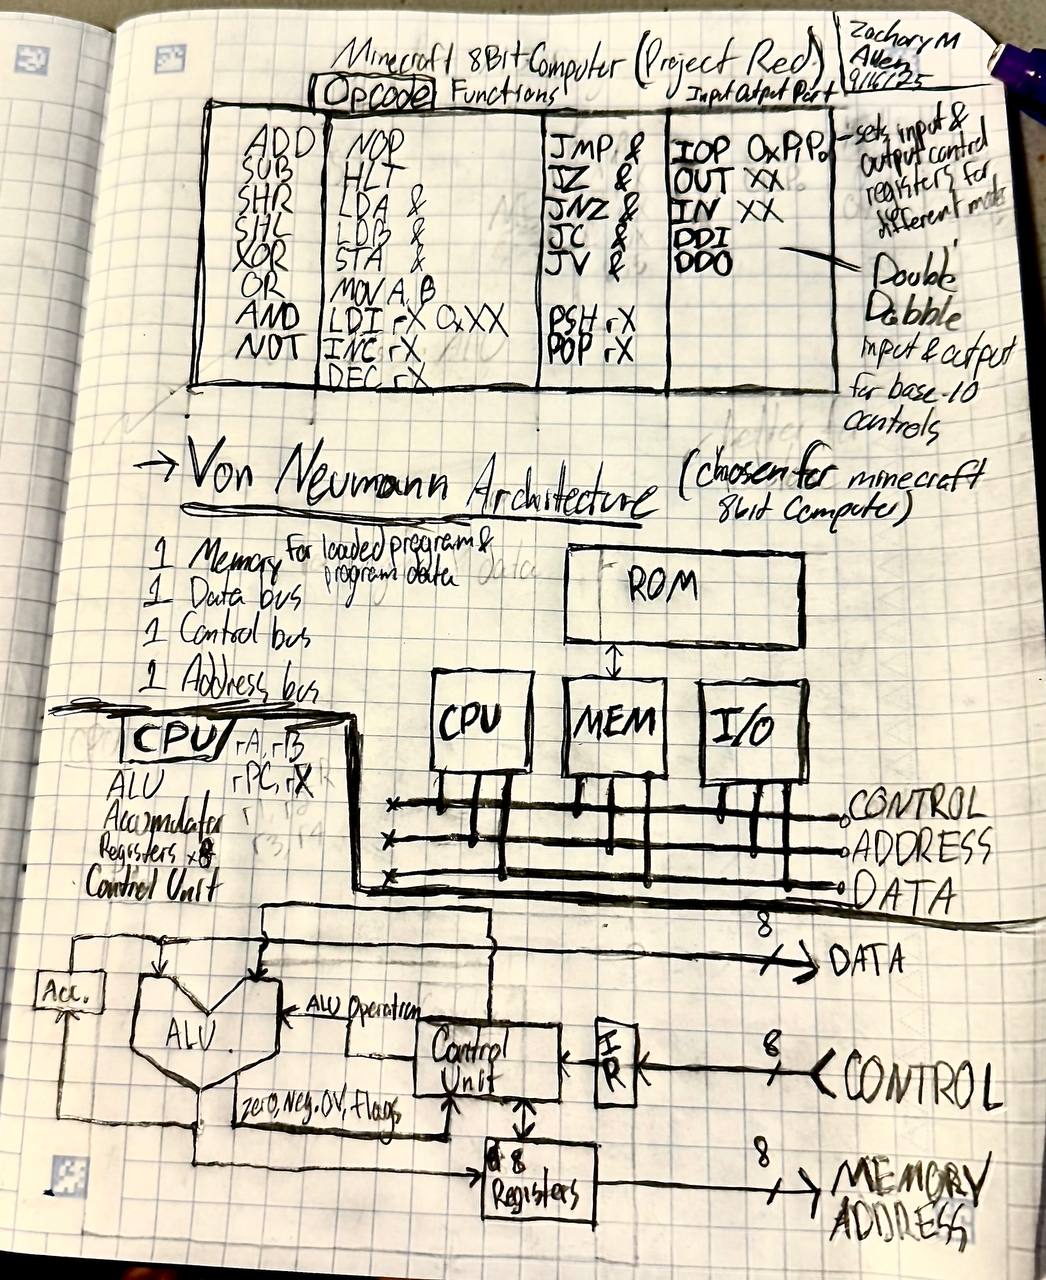 Minecraft 8Bit Computer (Project Red)
Zachary M
Allen
9/16/25
Opcode Functions
Input Output Port
ADD
SUB
SHR
SHL
XOR
OR
AND
NOT
NOP
HLT
LDA &
LDB &
STA &
MOV A, B
LDI rX 0xXX
INC rX
DEC rX
JMP &
JZ &
JNZ &
JC &
JV &
PSH rX
POP rX
IOP 0xPiPo
OUT XX
IN XX
DDI
DDO
- sets input &
output control
registers for
different modes
Double
Dabble
input & output
for base-10
controls
→ Von Neumann Architecture (chosen for minecraft
8bit Computer)
1 Memory for loaded program &
program data
1 Data bus
1 Control bus
1 Address bus
ROM
CPU
MEM
I/O
CONTROL
ADDRESS
DATA
CPU
rA, rB
rPC, rX
ALU
Accumulator
Registers x8
Control Unit
8
DATA
Acc.
ALU
ALU Operation
Control
Unit
IR
8
CONTROL
zero, Neg. OV, flags
8
Registers
8
MEMORY
ADDRESS